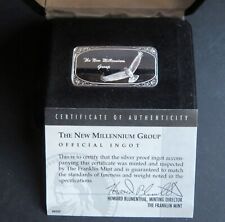 The New Millennium
Group
CERTIFICATE OF AUTHENTICITY
THE NEW MILLENNIUM GROUP
OFFICIAL INGOT
This is to certify that the silver proof ingot accom-
panying this certificate was minted and inspected
by The Franklin Mint and is guaranteed to match
the standards of fineness and weight noted in the
specifications.
HOWARD BLUMENTHAL, MINTING DIRECTOR
THE FRANKLIN MINT